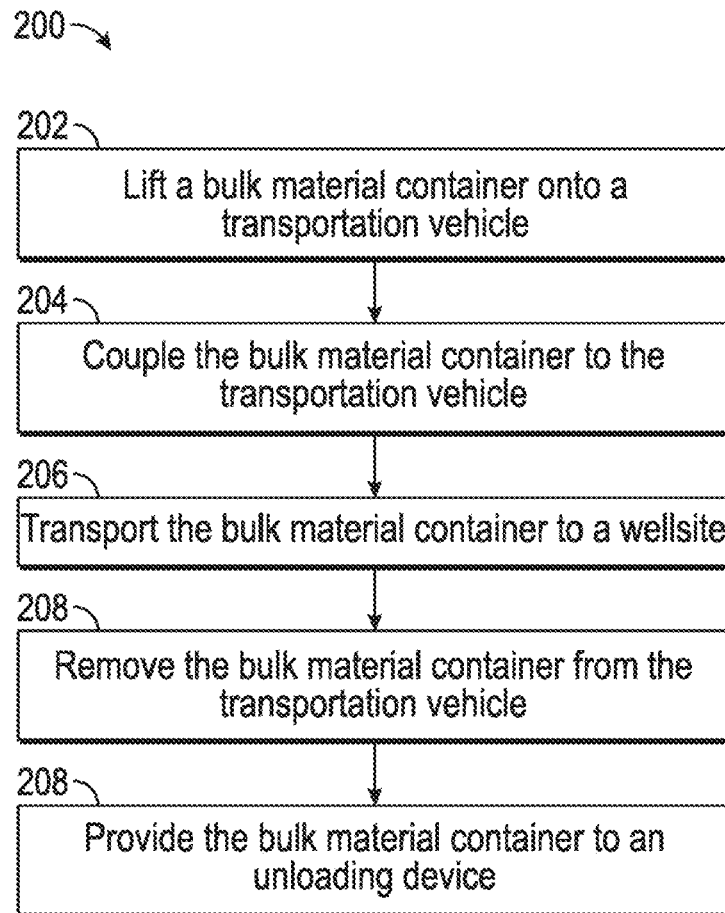 200
202
Lift a bulk material container onto a
transportation vehicle
204
Couple the bulk material container to the
transportation vehicle
206
Transport the bulk material container to a wellsite
208
Remove the bulk material container from the
transportation vehicle
208
Provide the bulk material container to an
unloading device